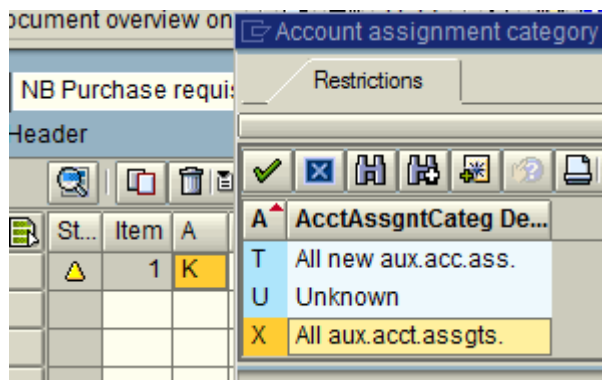 ocument overview on
NB Purchase requi
Header
St... Item A
1 K
Account assignment category
Restrictions
A AcctAssgntCateg De...
T All new aux.acc.ass.
U Unknown
X All aux.acct.assgts.